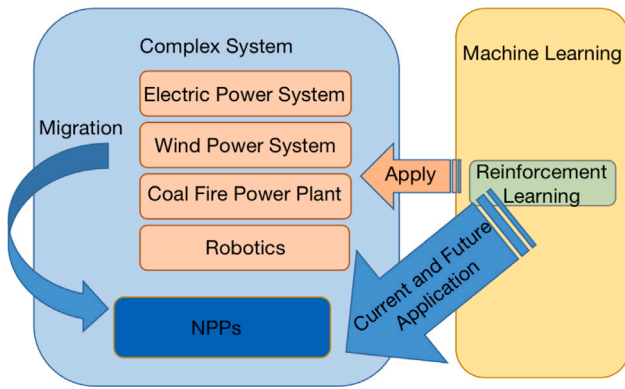 Complex System
Electric Power System
Migration
Wind Power System
Coal Fire Power Plant
Robotics
NPPs
Apply
Current and Future
Application
Machine Learning
Reinforcement
Learning